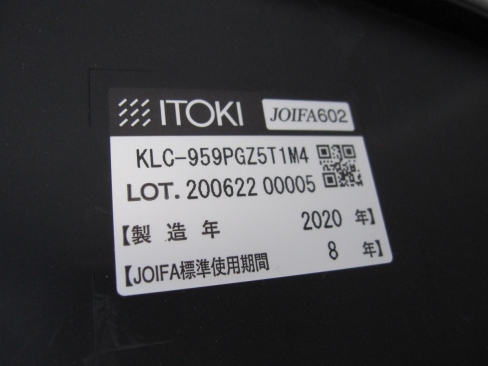 ITOKI JOIFA602
KLC-959PGZ5T1M4
LOT. 200622 00005
【製造年 2020 年】
【JOIFA標準使用期間 8 年】